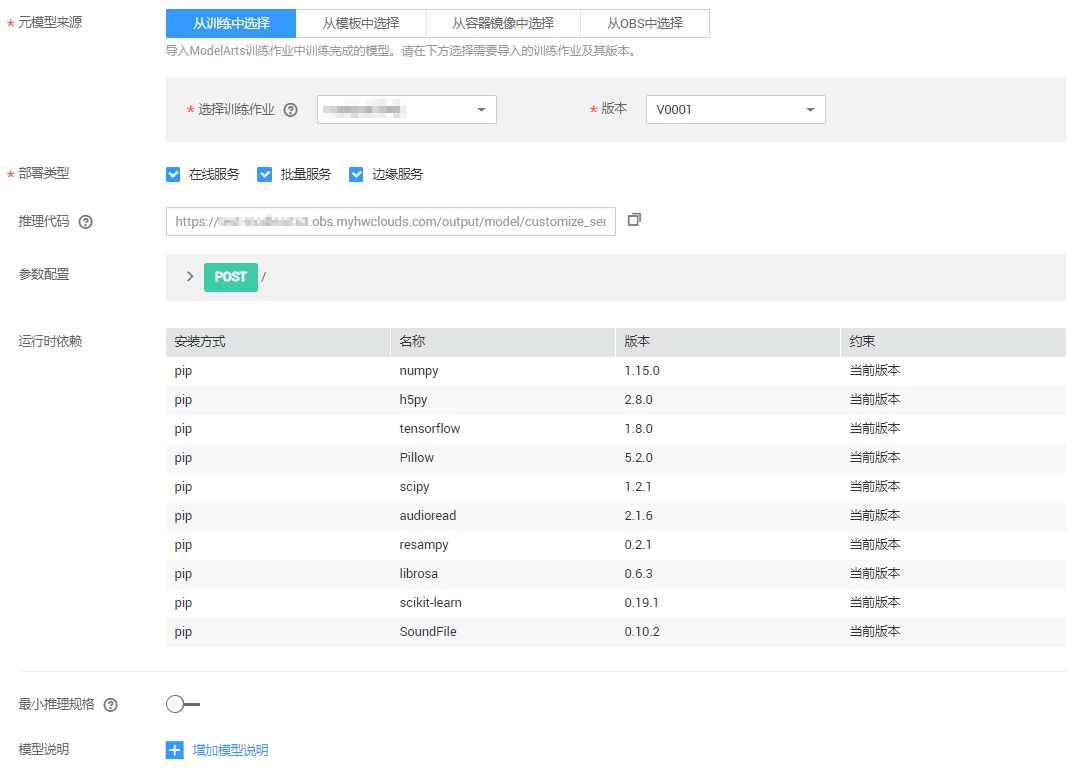 * 元模型来源 从训练中选择 从模板中选择 从容器镜像中选择 从OBS中选择
导入ModelArts训练作业中训练完成的模型。请在下方选择需要导入的训练作业及其版本。
* 选择训练作业 ? * 版本 V0001
* 部署类型 在线服务 批量服务 边缘服务
推理代码 ? https:// .obs.myhwclouds.com/output/model/customize_ser
参数配置 > POST /
运行时依赖 安装方式 名称 版本 约束
pip numpy 1.15.0 当前版本
pip h5py 2.8.0 当前版本
pip tensorflow 1.8.0 当前版本
pip Pillow 5.2.0 当前版本
pip scipy 1.2.1 当前版本
pip audioread 2.1.6 当前版本
pip resampy 0.2.1 当前版本
pip librosa 0.6.3 当前版本
pip scikit-learn 0.19.1 当前版本
pip SoundFile 0.10.2 当前版本
最小推理规格 ?
模型说明 + 增加模型说明